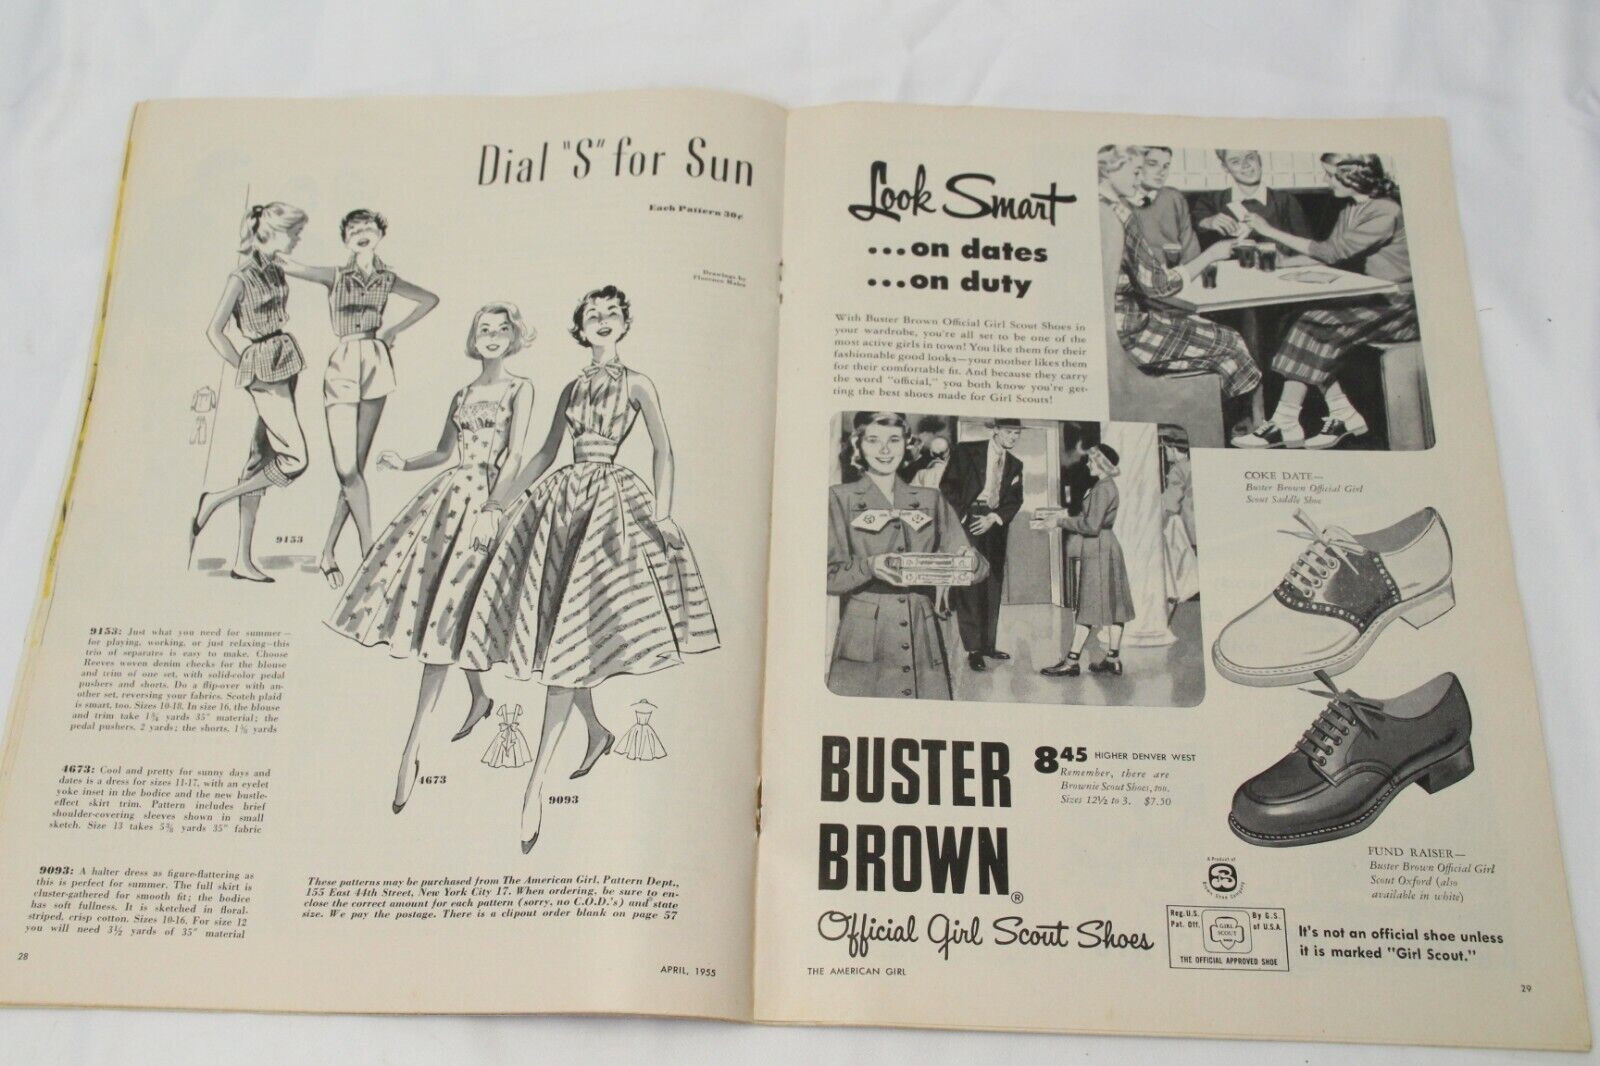 Dial "S" for Sun
Each Pattern 30¢
Drawings by
Florence Maier
9153
4673
9093
9153: Just what you need for summer—
for playing, working, or just relaxing—this
trio of separates is easy to make. Choose
Reeves woven denim checks for the blouse
and trim of one set, with solid-color pedal
pushers and shorts. Do a flip-over with an-
other set, reversing your fabrics. Scotch plaid
is smart, too. Sizes 10-18. In size 16, the blouse
and trim take 1¾ yards 35" material; the
pedal pushers, 2 yards; the shorts, yards
4673: Cool and pretty for sunny days and
dates is a dress for sizes 11-17, with an eyelet
yoke inset in the bodice and the new bustle-
effect skirt trim. Pattern includes brief
shoulder-covering sleeves shown in small
sketch. Size 13 takes 5⅜ yards 35" fabric
9093: A halter dress as figure-flattering as
this is perfect for summer. The full skirt is
cluster-gathered for smooth fit; the bodice
has soft fullness. It is sketched in floral-
striped, crisp cotton. Sizes 10-16. For size 12
you will need 3½ yards of 35" material
These patterns may be purchased from The American Girl, Pattern Dept.,
155 East 44th Street, New York City 17. When ordering, be sure to en-
close the correct amount for each pattern (sorry, no C.O.D.'s) and state
size. We pay the postage. There is a clipout order blank on page 57
28
APRIL, 1955
Look Smart
...on dates
...on duty
With Buster Brown Official Girl Scout Shoes in
your wardrobe, you're all set to be one of the
most active girls in town! You like them for their
fashionable good looks—your mother likes them
for their comfortable fit. And because they carry
the word "official," you both know you're get-
ting the best shoes made for Girl Scouts!
COKE DATE—
Buster Brown Official Girl
Scout Saddle Shoe
BUSTER
BROWN®
8.45 HIGHER DENVER WEST
Remember, there are
Brownie Scout Shoes, too.
Sizes 12½ to 3. $7.50
FUND RAISER—
Buster Brown Official Girl
Scout Oxford (also
available in white)
A Product of
Brown Shoe Company
Official Girl Scout Shoes
Reg. U.S.
Pat. Off.
GIRL
SCOUT
By G.S.
of U.S.A.
THE OFFICIAL APPROVED SHOE
It's not an official shoe unless
it is marked "Girl Scout."
THE AMERICAN GIRL
29